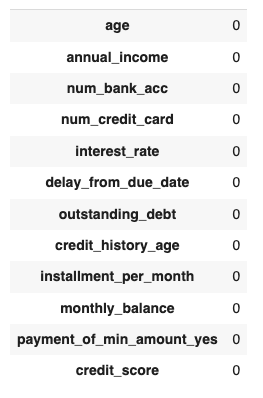 age 0
annual_income 0
num_bank_acc 0
num_credit_card 0
interest_rate 0
delay_from_due_date 0
outstanding_debt 0
credit_history_age 0
installment_per_month 0
monthly_balance 0
payment_of_min_amount_yes 0
credit_score 0